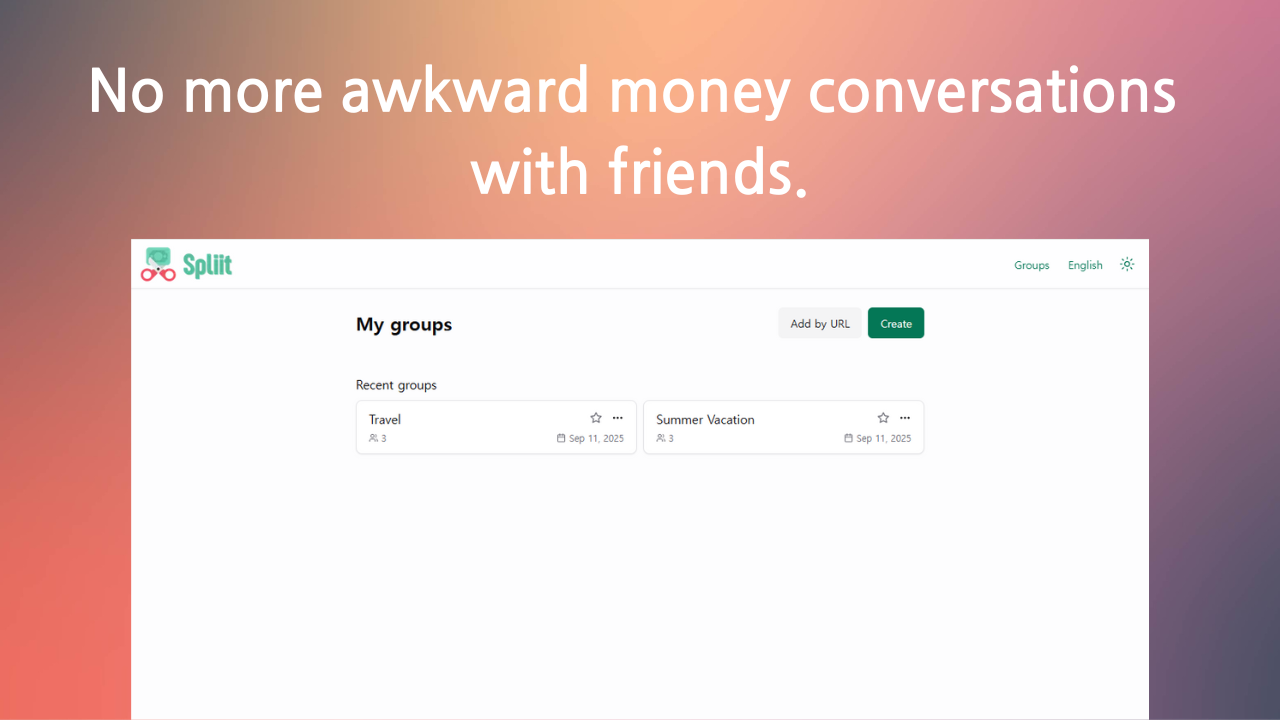 No more awkward money conversations
with friends.
Spliit
Groups English
My groups
Add by URL Create
Recent groups
Travel
3 Sep 11, 2025
Summer Vacation
3 Sep 11, 2025